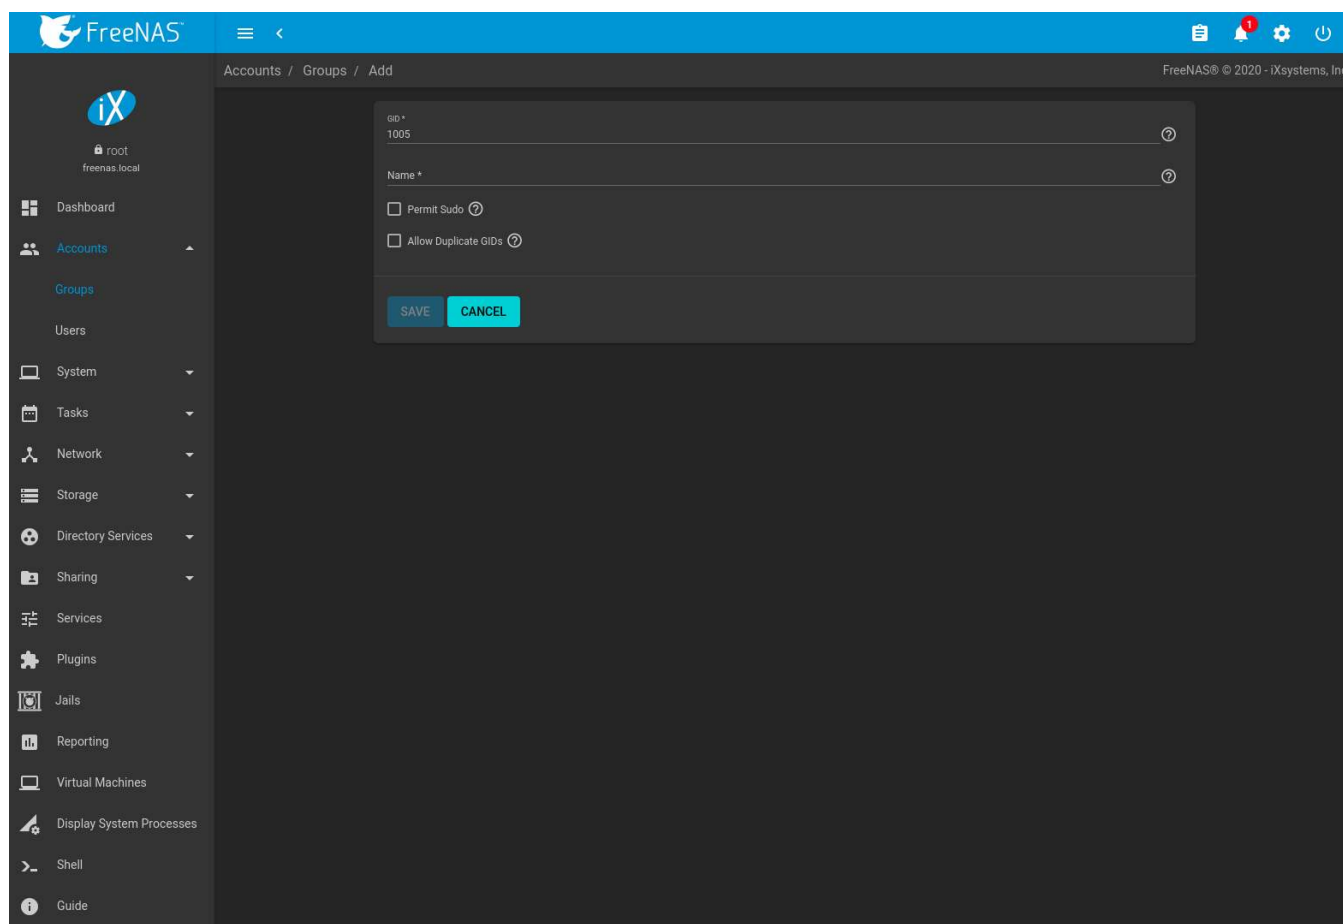 FreeNAS
1
Accounts / Groups / Add
FreeNAS® © 2020 - iXsystems, Inc
iX
root
freenas.local
Dashboard
Accounts
Groups
Users
System
Tasks
Network
Storage
Directory Services
Sharing
Services
Plugins
Jails
Reporting
Virtual Machines
Display System Processes
Shell
Guide
GID *
1005
Name *
Permit Sudo
Allow Duplicate GIDs
SAVE
CANCEL